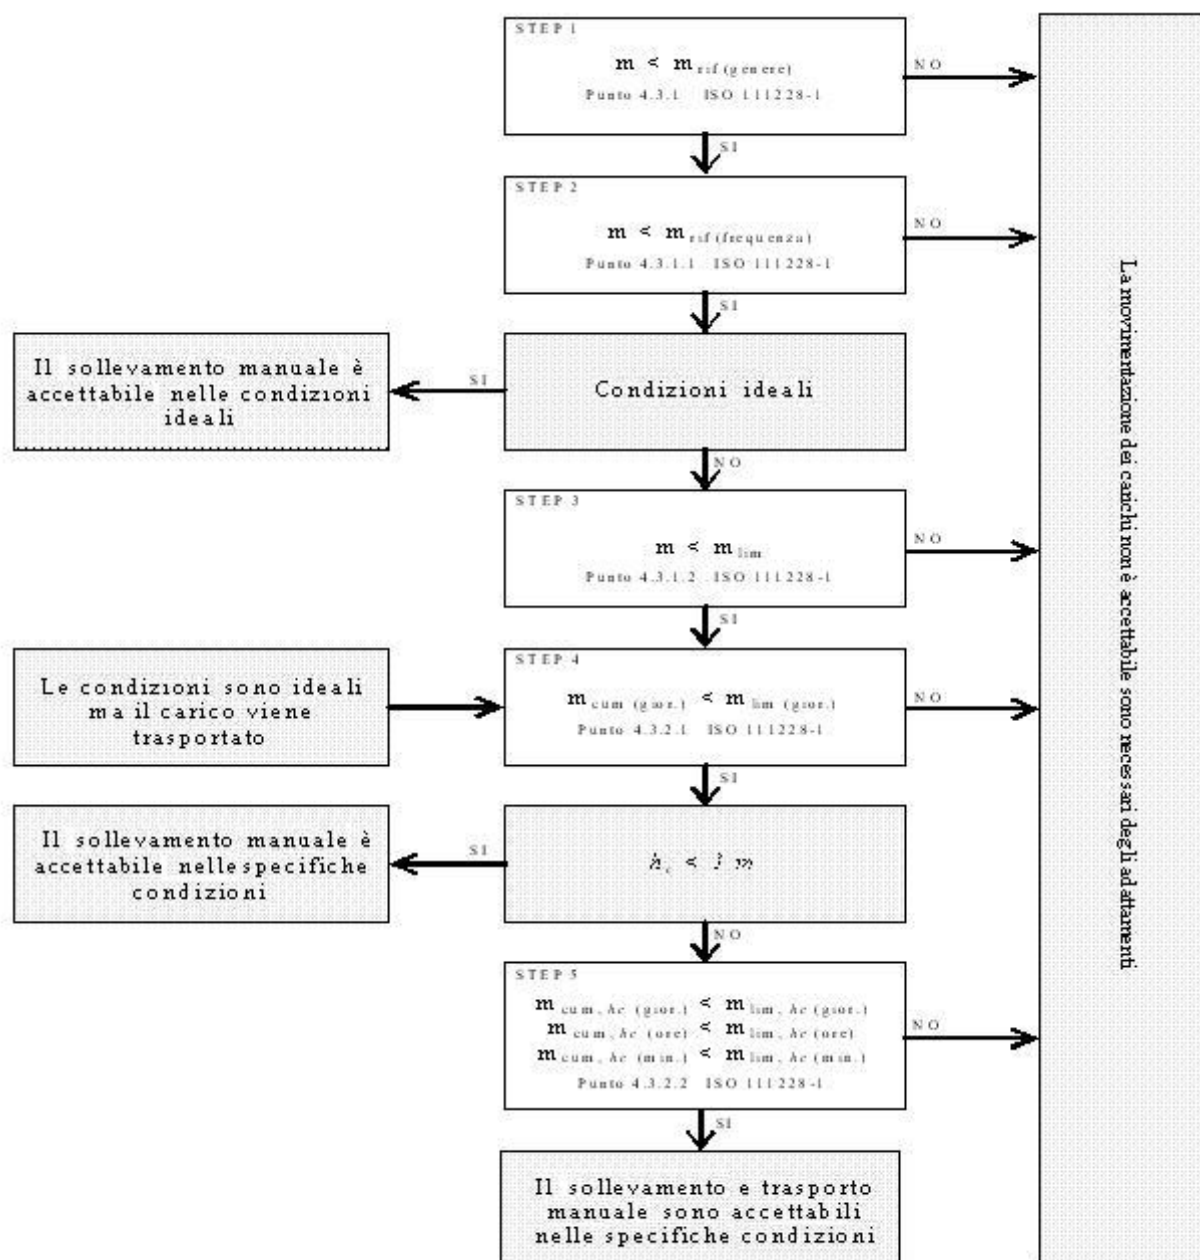 STEP 1
m < m rif (genere)
Punto 4.3.1 ISO 111228-1
NO
SI
STEP 2
m < m rif (frequenza)
Punto 4.3.1.1 ISO 111228-1
NO
SI
Il sollevamento manuale è
accettabile nelle condizioni
ideali
SI
Condizioni ideali
NO
STEP 3
m < m lim
Punto 4.3.1.2 ISO 111228-1
NO
SI
Le condizioni sono ideali
ma il carico viene
trasportato
STEP 4
m cum (gior.) < m lim (gior.)
Punto 4.3.2.1 ISO 111228-1
NO
SI
Il sollevamento manuale è
accettabile nelle specifiche
condizioni
SI
h c < 1 m
NO
STEP 5
m cum, hc (gior.) < m lim, hc (gior.)
m cum, hc (ore) < m lim, hc (ore)
m cum, hc (min.) < m lim, hc (min.)
Punto 4.3.2.2 ISO 111228-1
NO
SI
Il sollevamento e trasporto
manuale sono accettabili
nelle specifiche condizioni
La movimentazione dei carichi non è accettabile sono necessari degli adattamenti